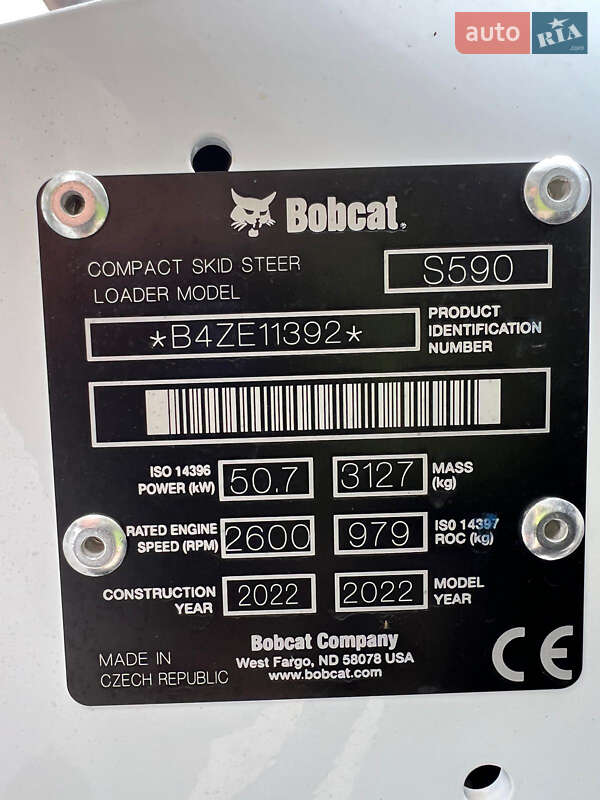 auto RIA.com
Bobcat®
COMPACT SKID STEER
LOADER MODEL
S590
*B4ZE11392*
PRODUCT
IDENTIFICATION
NUMBER
ISO 14396
POWER (kW)
50.7
3127
MASS
(kg)
RATED ENGINE
SPEED (RPM)
2600
979
ISO 14397
ROC (kg)
CONSTRUCTION
YEAR
2022
2022
MODEL
YEAR
Bobcat Company
West Fargo, ND 58078 USA
www.bobcat.com
MADE IN
CZECH REPUBLIC
CE